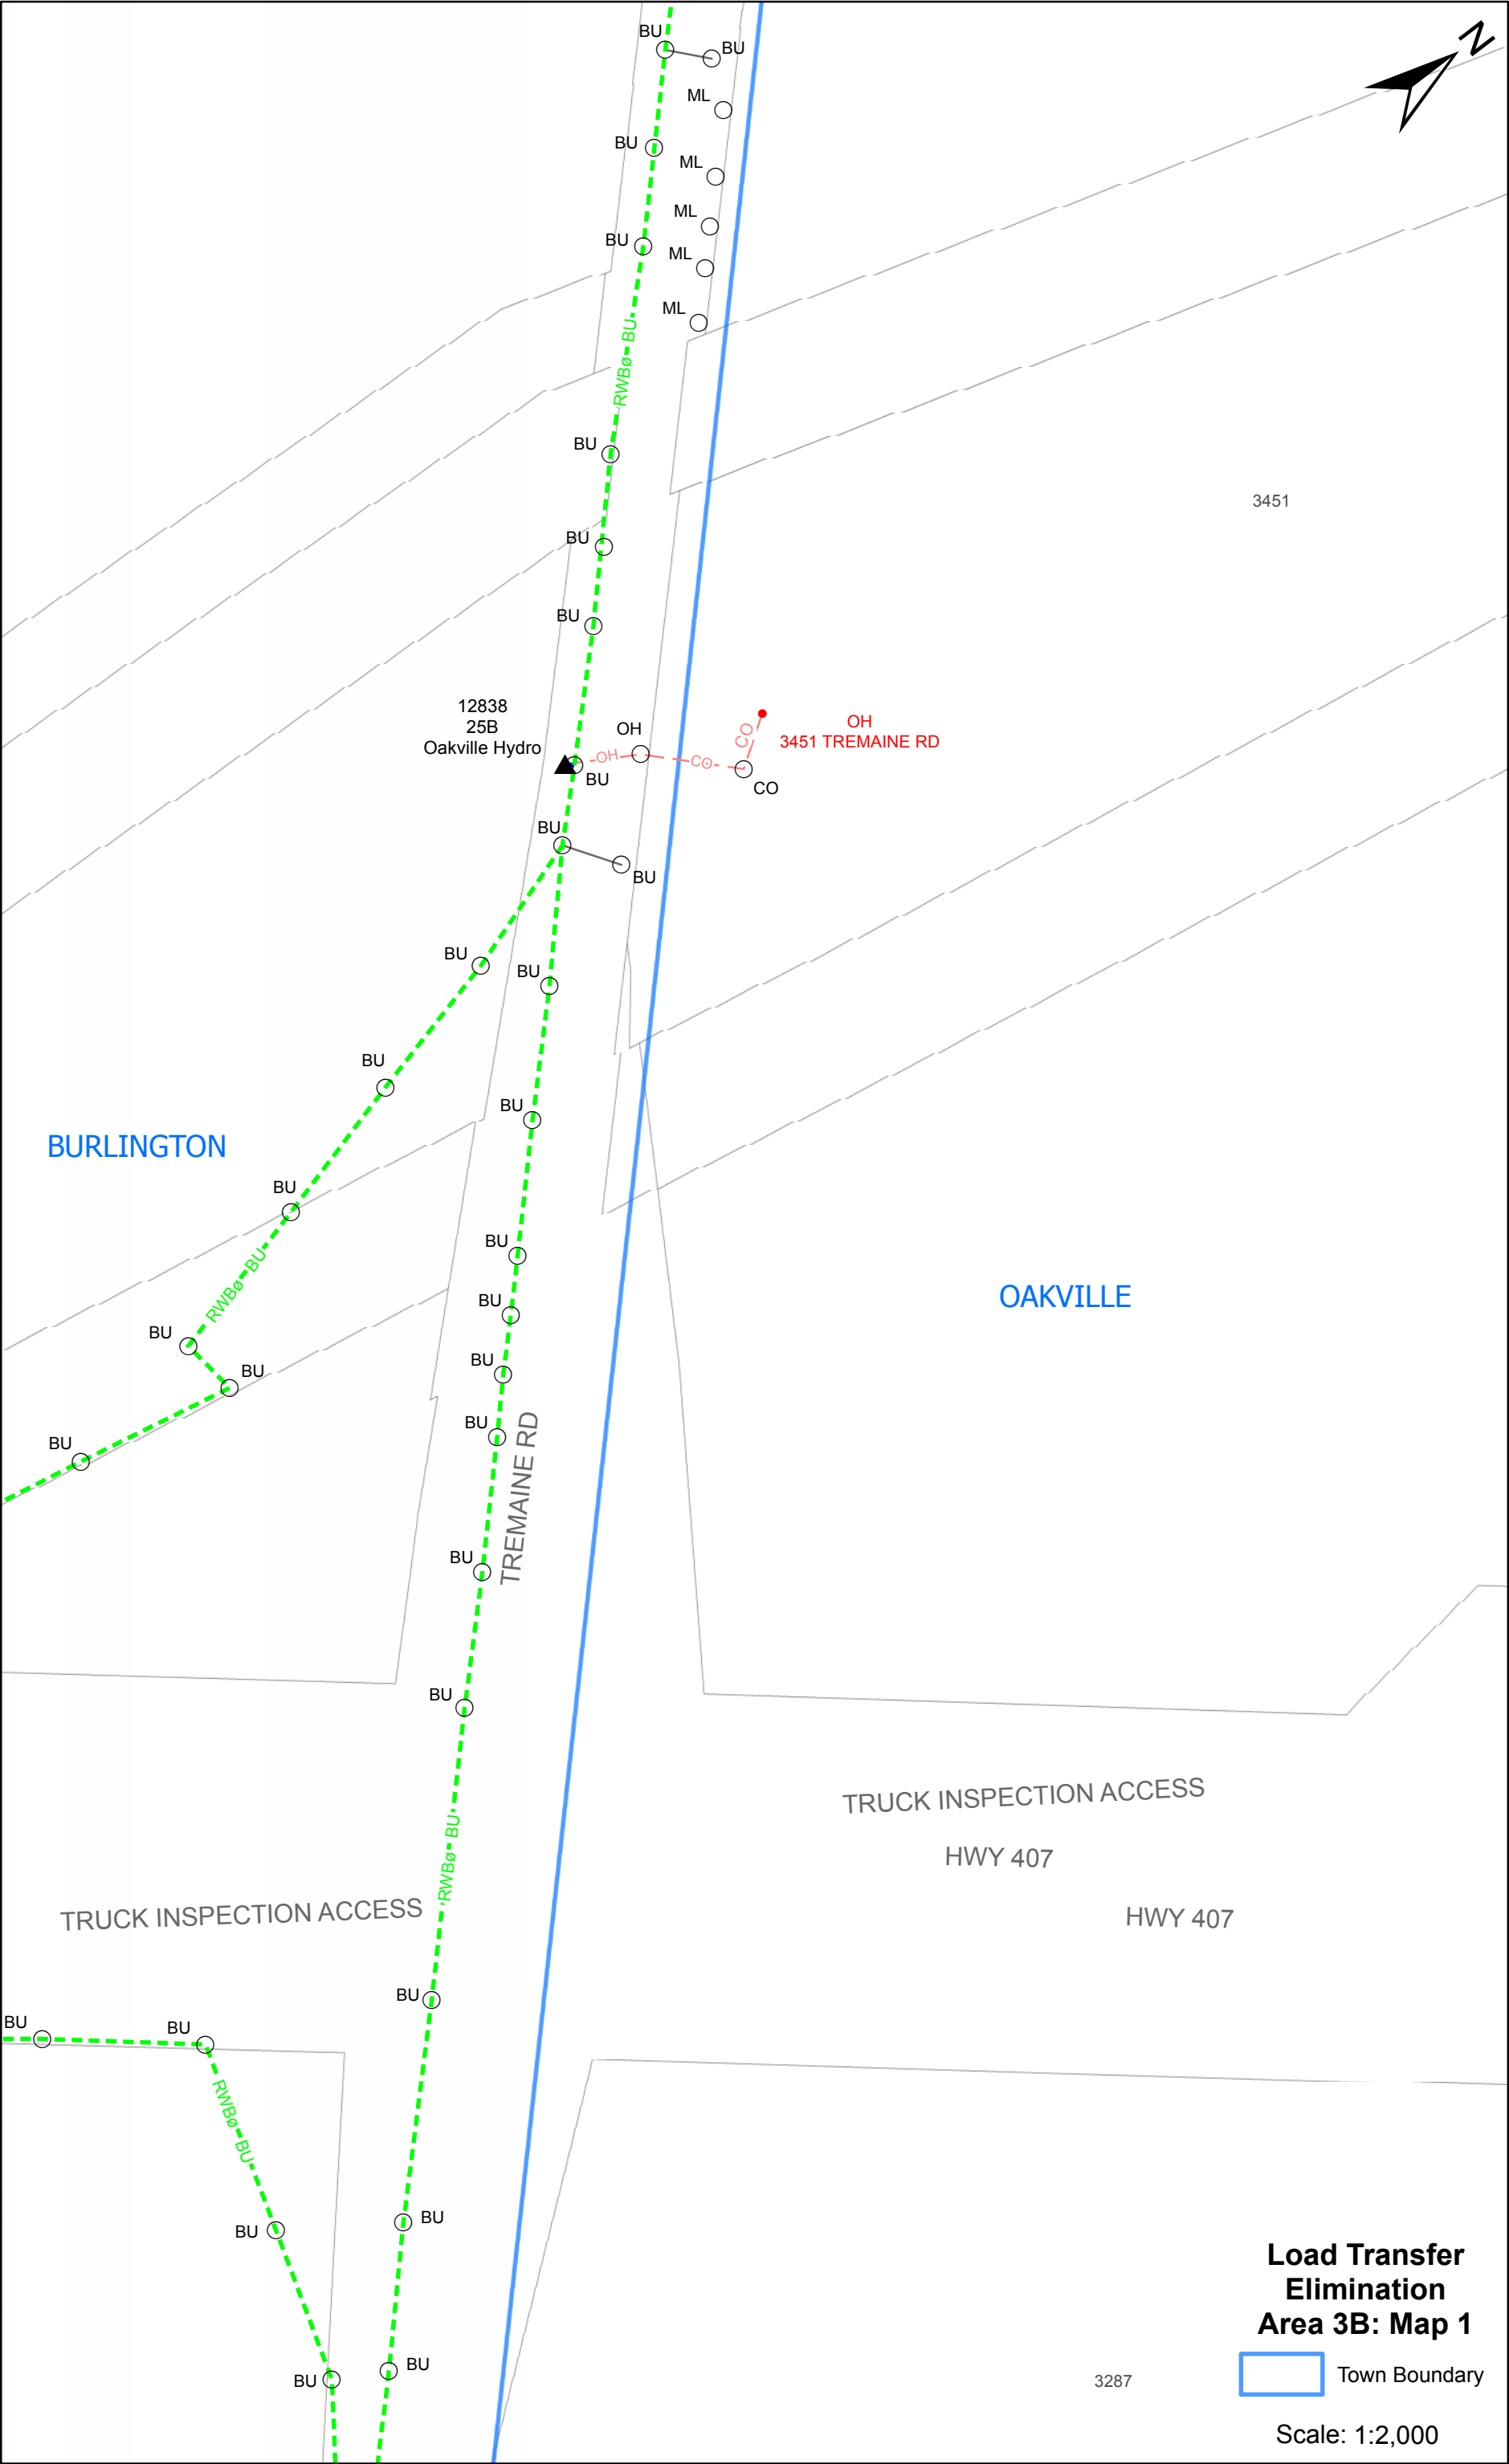 BU
BU
N
ML
BU
ML
ML
BU
ML
ML
RWBø BU
BU
3451
BU
BU
12838
25B
Oakville Hydro
OH
OH
3451 TREMAINE RD
CO
OH
CO
BU
CO
BU
BU
BU
BU
BU
BU
BURLINGTON
BU
BU
RWBø BU
OAKVILLE
BU
BU
BU
BU
BU
BU
TREMAINE RD
BU
BU
TRUCK INSPECTION ACCESS
RWBø BU
HWY 407
TRUCK INSPECTION ACCESS
HWY 407
BU
BU
BU
RWBø BU
BU
BU
Load Transfer
Elimination
Area 3B: Map 1
BU
BU
3287
Town Boundary
Scale: 1:2,000